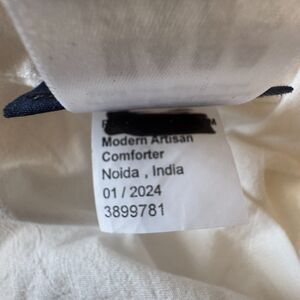 Modern Artisan
Comforter
Noida , India
01 / 2024
3899781